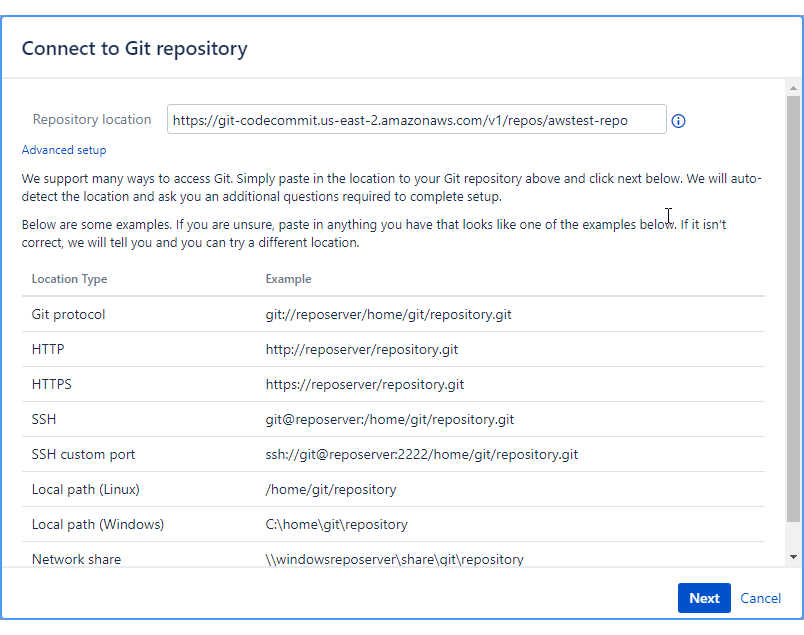 Connect to Git repository
Repository location https://git-codecommit.us-east-2.amazonaws.com/v1/repos/awstest-repo
Advanced setup
We support many ways to access Git. Simply paste in the location to your Git repository above and click next below. We will auto-
detect the location and ask you an additional questions required to complete setup.
Below are some examples. If you are unsure, paste in anything you have that looks like one of the examples below. If it isn't
correct, we will tell you and you can try a different location.
Location Type Example
Git protocol git://reposerver/home/git/repository.git
HTTP http://reposerver/repository.git
HTTPS https://reposerver/repository.git
SSH git@reposerver:/home/git/repository.git
SSH custom port ssh://git@reposerver:2222/home/git/repository.git
Local path (Linux) /home/git/repository
Local path (Windows) C:\home\git\repository
Network share \\windowsreposerver\share\git\repository
Next Cancel